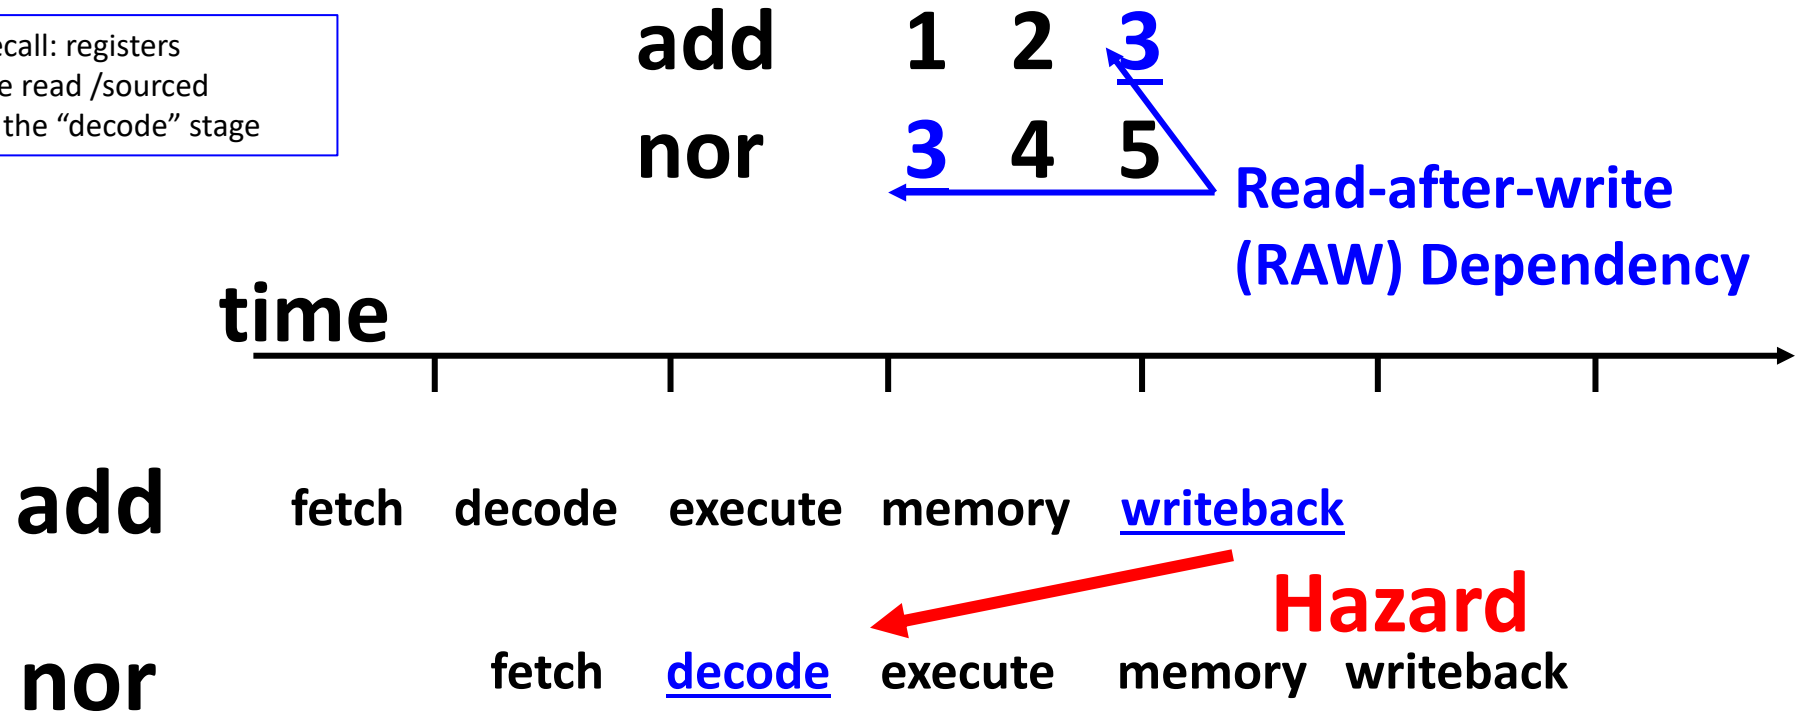 ecall: registers
e read /sourced
the “decode” stage
add 1 2 3
nor 3 4 5
Read-after-write
(RAW) Dependency
time
add fetch decode execute memory writeback
Hazard
nor fetch decode execute memory writeback